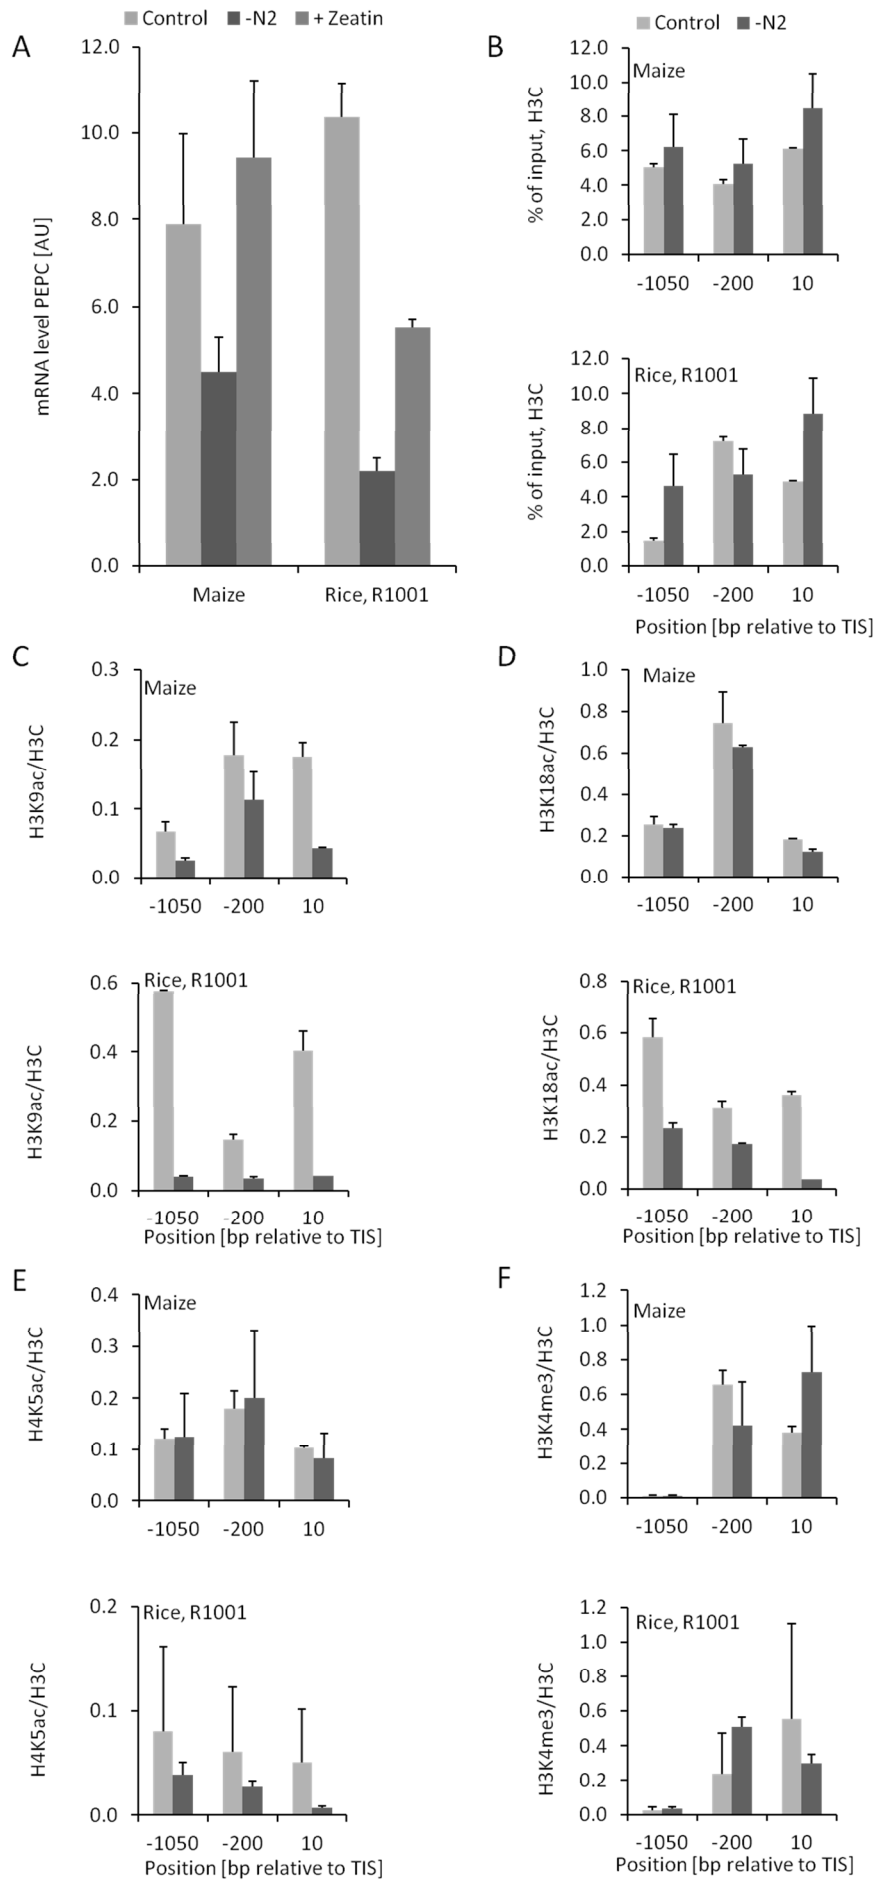 Control -N2 + Zeatin
A
12.0
10.0
8.0
6.0
4.0
2.0
0.0
mRNA level PEPC [AU]
Maize Rice, R1001
Control -N2
B
Maize
12.0
10.0
8.0
6.0
4.0
2.0
0.0
% of input, H3C
-1050 -200 10
Rice, R1001
12.0
10.0
8.0
6.0
4.0
2.0
0.0
% of input, H3C
-1050 -200 10
Position [bp relative to TIS]
C
Maize
0.3
0.2
0.1
0.0
H3K9ac/H3C
-1050 -200 10
Rice, R1001
0.6
0.4
0.2
0.0
H3K9ac/H3C
-1050 -200 10
Position [bp relative to TIS]
D
Maize
1.0
0.8
0.6
0.4
0.2
0.0
H3K18ac/H3C
-1050 -200 10
Rice, R1001
0.8
0.6
0.4
0.2
0.0
H3K18ac/H3C
-1050 -200 10
Position [bp relative to TIS]
E
Maize
0.4
0.3
0.2
0.1
0.0
H4K5ac/H3C
-1050 -200 10
Rice, R1001
0.2
0.1
0.0
H4K5ac/H3C
-1050 -200 10
Position [bp relative to TIS]
F
Maize
1.2
1.0
0.8
0.6
0.4
0.2
0.0
H3K4me3/H3C
-1050 -200 10
Rice, R1001
1.2
1.0
0.8
0.6
0.4
0.2
0.0
H3K4me3/H3C
-1050 -200 10
Position [bp relative to TIS]